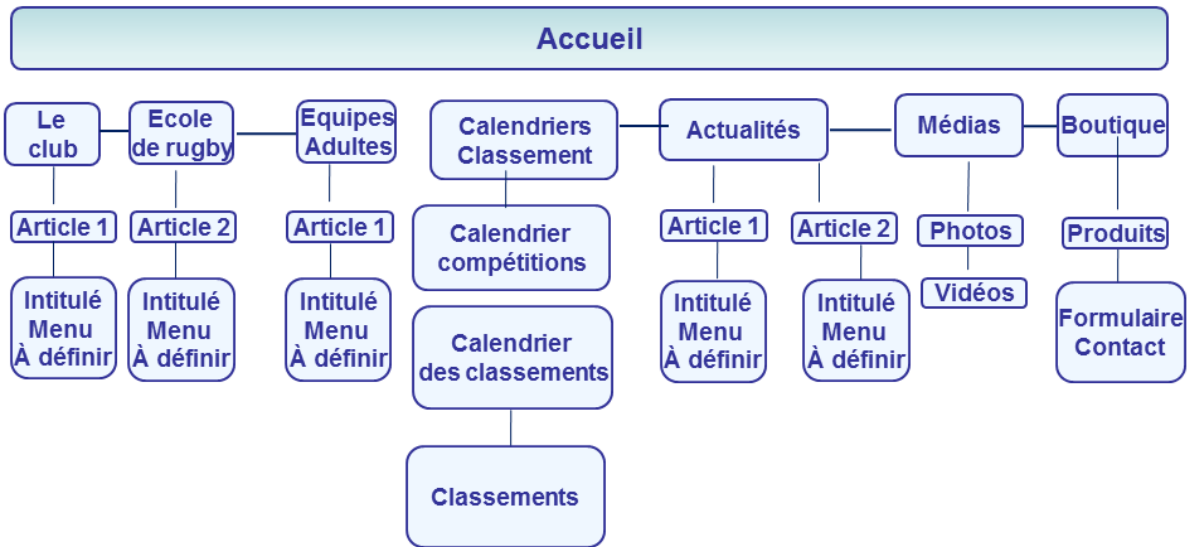 Accueil
Le
club
Ecole
de rugby
Equipes
Adultes
Calendriers
Classement
Actualités
Médias
Boutique
Article 1
Article 2
Article 1
Calendrier
compétitions
Article 1
Article 2
Photos
Produits
Intitulé
Menu
À définir
Intitulé
Menu
À définir
Intitulé
Menu
À définir
Calendrier
des classements
Intitulé
Menu
À définir
Intitulé
Menu
À définir
Vidéos
Formulaire
Contact
Classements